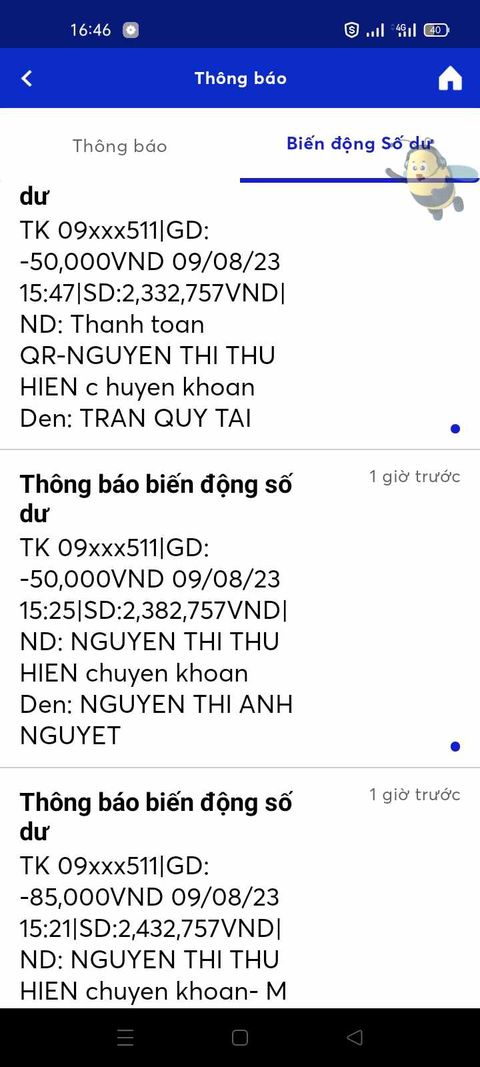 16:46
4G
40
Thông báo
Thông báo
Biến động Số dư
dư
TK 09xxx511|GD:
-50,000VND 09/08/23
15:47|SD:2,332,757VND|
ND: Thanh toan
QR-NGUYEN THI THU
HIEN c huyen khoan
Den: TRAN QUY TAI
Thông báo biến động số
dư
1 giờ trước
TK 09xxx511|GD:
-50,000VND 09/08/23
15:25|SD:2,382,757VND|
ND: NGUYEN THI THU
HIEN chuyen khoan
Den: NGUYEN THI ANH
NGUYET
Thông báo biến động số
dư
1 giờ trước
TK 09xxx511|GD:
-85,000VND 09/08/23
15:21|SD:2,432,757VND|
ND: NGUYEN THI THU
HIEN chuyen khoan- M